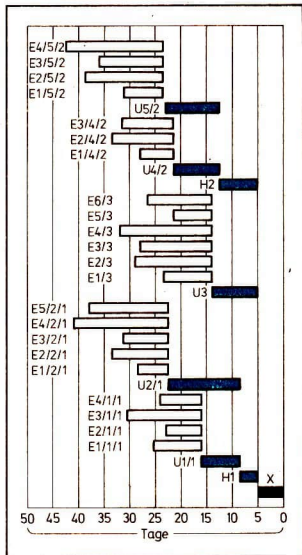 E4/5/2
E3/5/2
E2/5/2
E1/5/2
U5/2
E3/4/2
E2/4/2
E1/4/2
U4/2
H2
E6/3
E5/3
E4/3
E3/3
E2/3
E1/3
U3
E5/2/1
E4/2/1
E3/2/1
E2/2/1
E1/2/1
U2/1
E4/1/1
E3/1/1
E2/1/1
E1/1/1
U1/1
H1
X
50 45 40 35 30 25 20 15 10 5 0
Tage